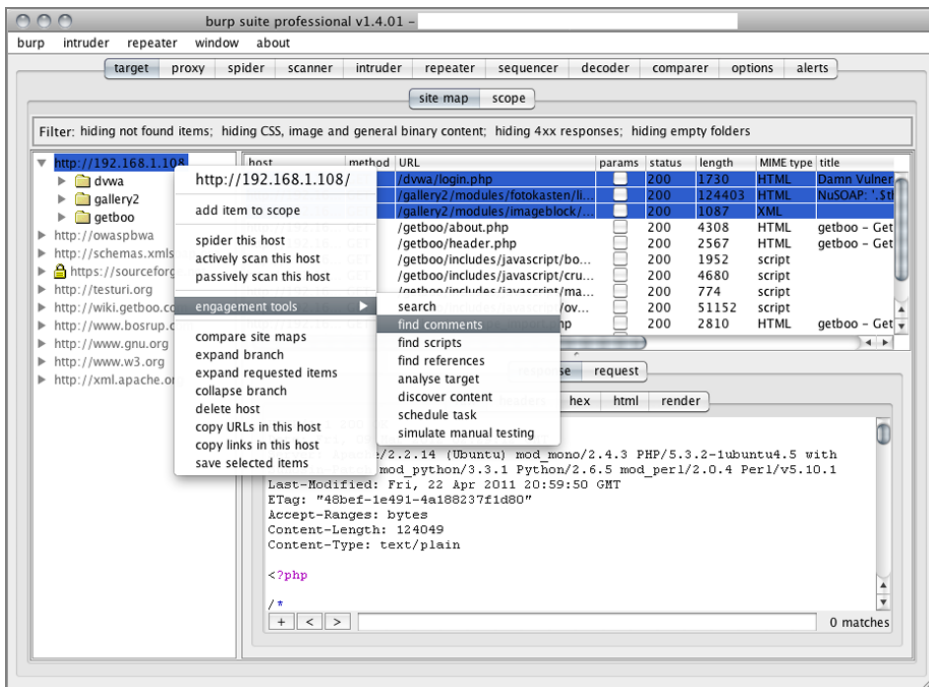 burp suite professional v1.4.01 –
burp intruder repeater window about
target proxy spider scanner intruder repeater sequencer decoder comparer options alerts
site map scope
Filter: hiding not found items; hiding CSS, image and general binary content; hiding 4xx responses; hiding empty folders
http://192.168.1.108
dvwa
gallery2
getboo
http://owaspbwa
http://schemas.xmls
https://sourceforg
http://testuri.org
http://wiki.getboo.co
http://www.bosrup.c
http://www.gnu.org
http://www.w3.org
http://xml.apache.or
http://192.168.1.108/
add item to scope
spider this host
actively scan this host
passively scan this host
engagement tools
compare site maps
expand branch
expand requested items
collapse branch
delete host
copy URLs in this host
copy links in this host
save selected items
search
find comments
find scripts
find references
analyse target
discover content
schedule task
simulate manual testing
host method URL params status length MIME type title
/dvwa/login.php 200 1730 HTML Damn Vulner
/gallery2/modules/fotokasten/li... 200 124403 HTML NuSOAP: '.$th
/gallery2/modules/imageblock/... 200 1087 XML
/getboo/about.php 200 4308 HTML getboo – Get
/getboo/header.php 200 2567 HTML getboo – Get
/getboo/includes/javascript/bo... 200 1952 script
/getboo/includes/javascript/cru... 200 4680 script
/getboo/includes/javascript/ma... 200 774 script
/ov... 200 51152 script
200 2810 HTML getboo – Get
request
hex html render
/2.2.14 (Ubuntu) mod_mono/2.4.3 PHP/5.3.2-1ubuntu4.5 with
mod_python/3.3.1 Python/2.6.5 mod_perl/2.0.4 Perl/v5.10.1
Last-Modified: Fri, 22 Apr 2011 20:59:50 GMT
ETag: "48bef-1e491-4a188237f1d80"
Accept-Ranges: bytes
Content-Length: 124049
Content-Type: text/plain
<?php
/*
+ < > 0 matches